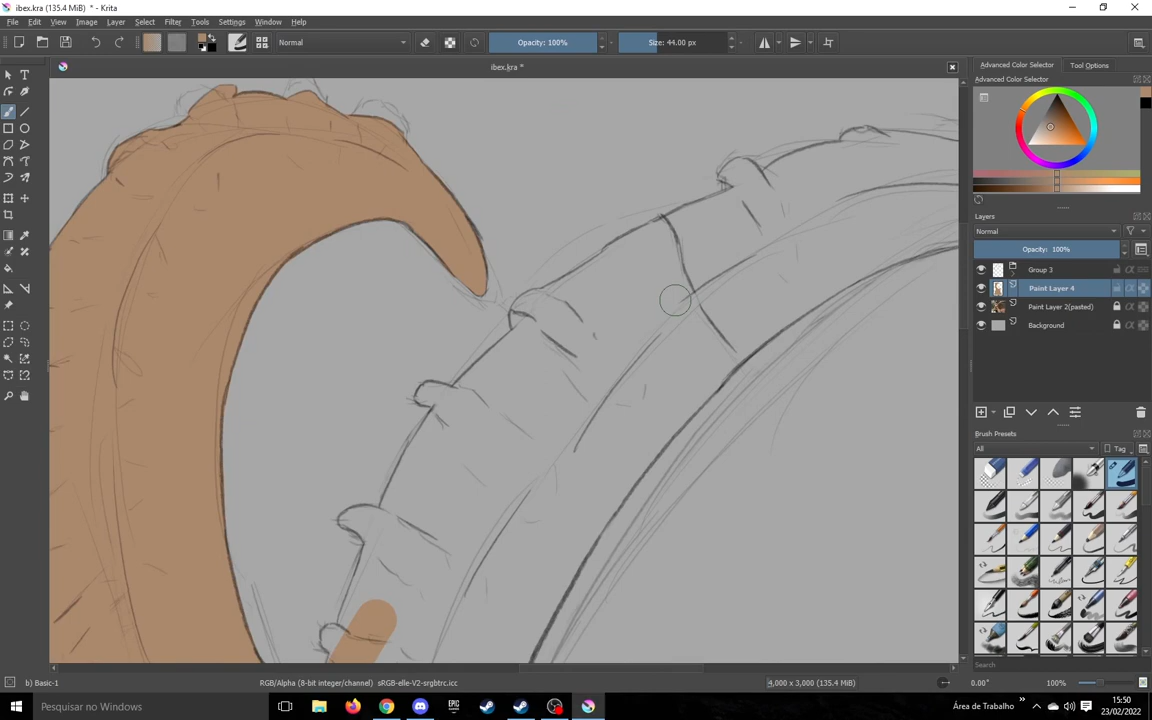 ibex.kra (135.4 MiB) * - Krita
File Edit View Image Layer Select Filter Tools Settings Window Help
Normal Opacity: 100% Size: 44.00 px
ibex.kra *
Advanced Color Selector Tool Options
Advanced Color Selector
Layers
Normal
Opacity: 100%
Group 3
Paint Layer 4
Paint Layer 2(pasted)
Background
Brush Presets
All Tag
Search
b) Basic-1 RGB/Alpha (8-bit integer/channel) sRGB-elle-V2-srgbtrc.icc 4,000 x 3,000 (135.4 MiB) 0.00° 100%
Pesquisar no Windows EPIC GAMES Área de Trabalho » 15:50
23/02/2022